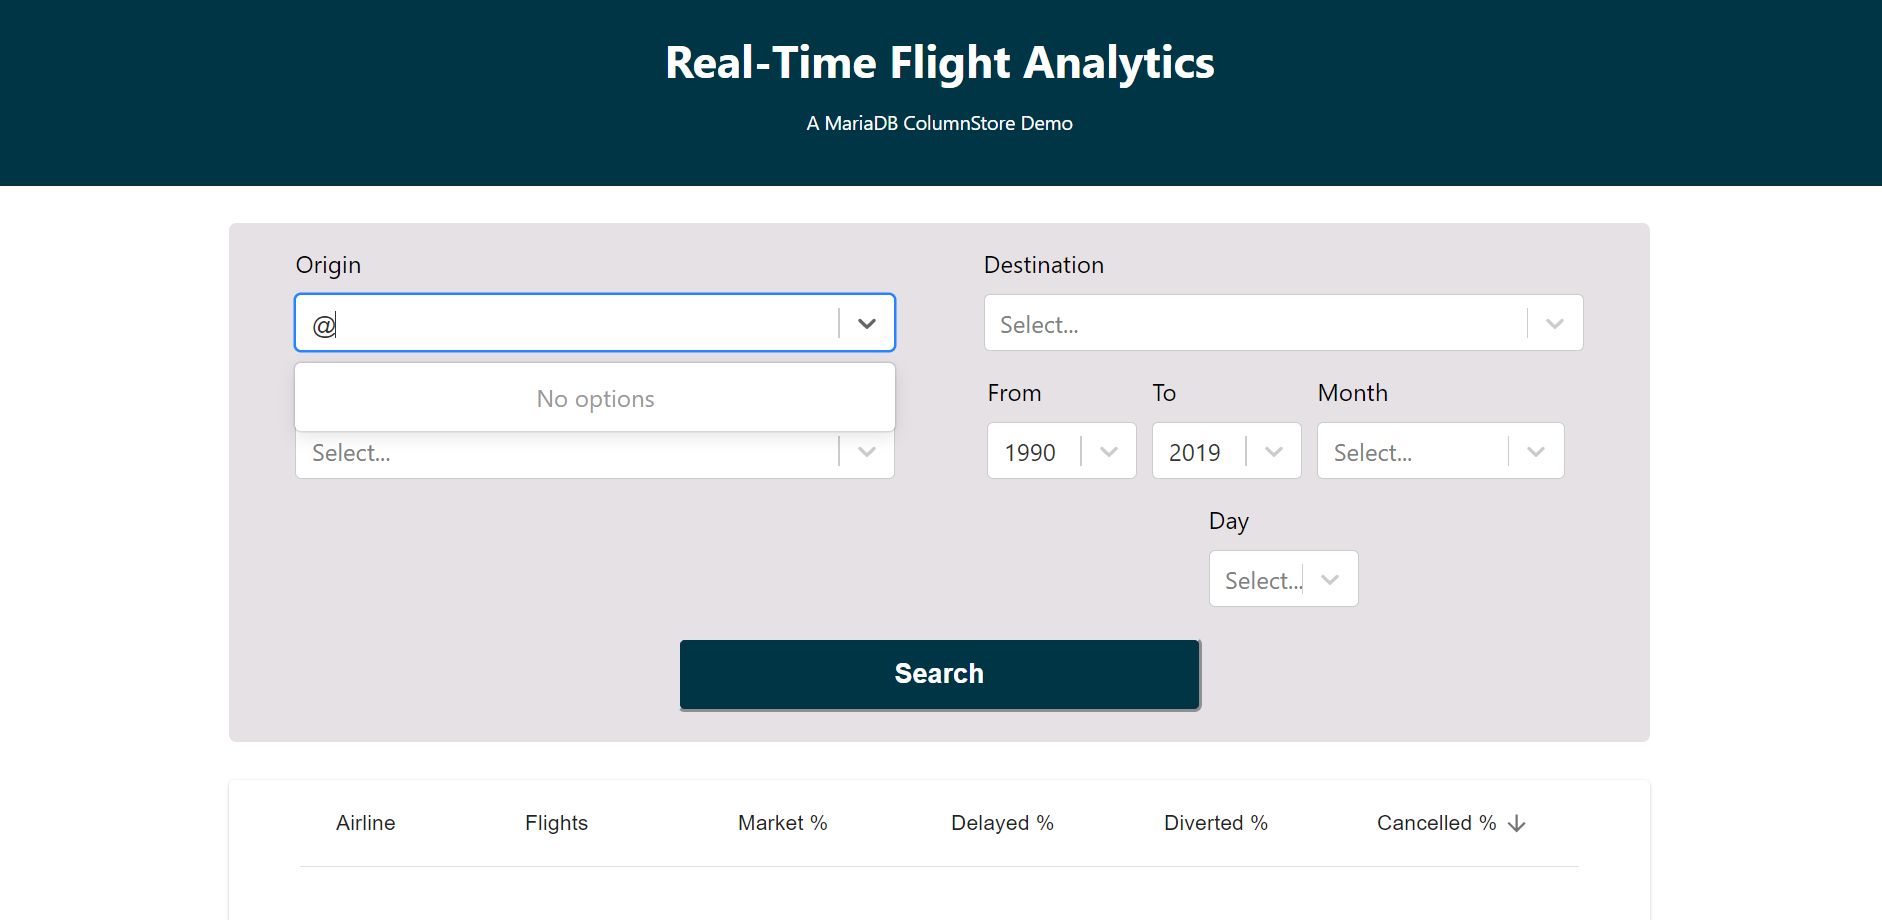 Real-Time Flight Analytics
A MariaDB ColumnStore Demo
Origin
@
No options
Select...
Destination
Select...
From To Month
1990 2019 Select...
Day
Select...
Search
Airline Flights Market % Delayed % Diverted % Cancelled %